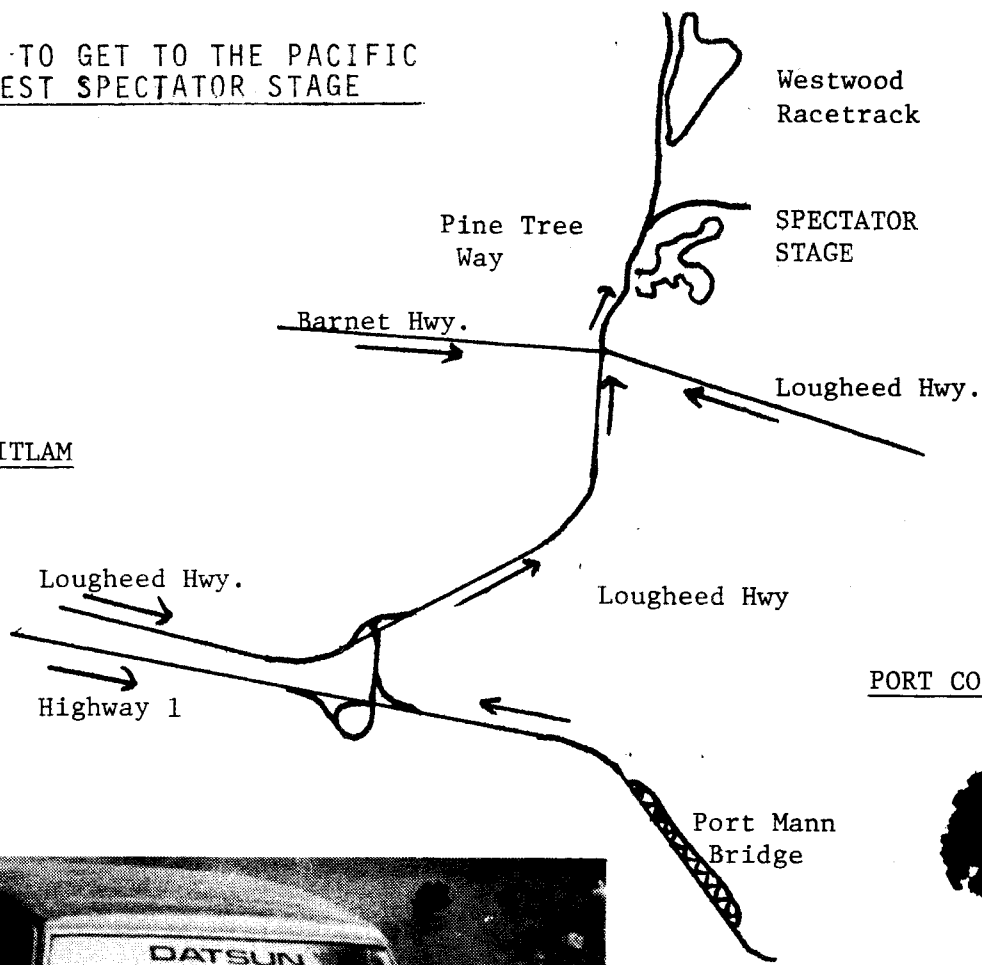 TO GET TO THE PACIFIC
EST SPECTATOR STAGE
Westwood
Racetrack
Pine Tree
Way
SPECTATOR
STAGE
Barnet Hwy.
Lougheed Hwy.
ITLAM
Lougheed Hwy.
Lougheed Hwy
Highway 1
PORT CO
Port Mann
Bridge
DATSUN